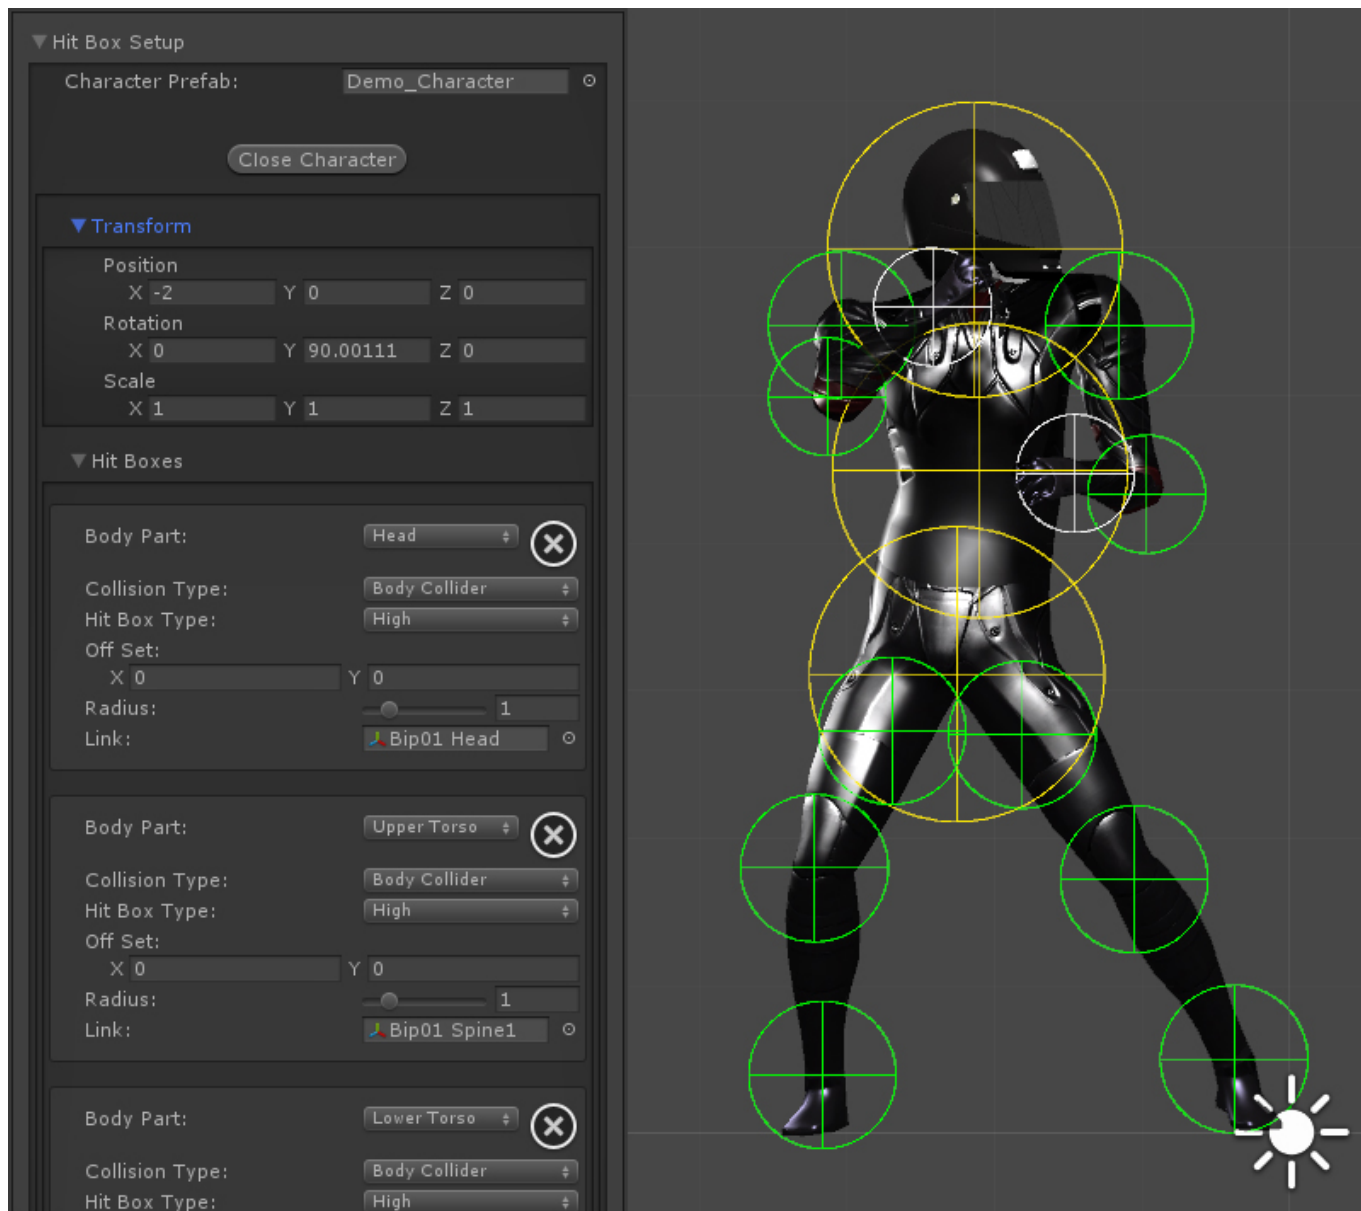 Hit Box Setup
Character Prefab: Demo_Character
Close Character
Transform
Position
X -2 Y 0 Z 0
Rotation
X 0 Y 90.00111 Z 0
Scale
X 1 Y 1 Z 1
Hit Boxes
Body Part: Head
Collision Type: Body Collider
Hit Box Type: High
Off Set:
X 0 Y 0
Radius: 1
Link: Bip01 Head
Body Part: Upper Torso
Collision Type: Body Collider
Hit Box Type: High
Off Set:
X 0 Y 0
Radius: 1
Link: Bip01 Spine1
Body Part: Lower Torso
Collision Type: Body Collider
Hit Box Type: High